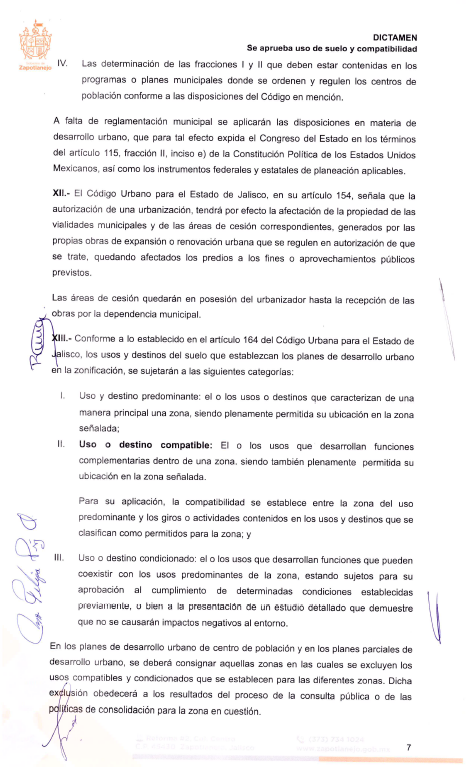 DICTAMEN
Se aprueba uso de suelo y compatibilidad
Zapotlanejo
IV. Las determinación de las fracciones I y II que deben estar contenidas en los
programas o planes municipales donde se ordenen y regulen los centros de
población conforme a las disposiciones del Código en mención.
A falta de reglamentación municipal se aplicarán las disposiciones en materia de
desarrollo urbano, que para tal efecto expida el Congreso del Estado en los términos
del artículo 115, fracción II, inciso e) de la Constitución Política de los Estados Unidos
Mexicanos, así como los instrumentos federales y estatales de planeación aplicables.
XII.- El Código Urbano para el Estado de Jalisco, en su artículo 154, señala que la
autorización de una urbanización, tendrá por efecto la afectación de la propiedad de las
vialidades municipales y de las áreas de cesión correspondientes, generados por las
propias obras de expansión o renovación urbana que se regulen en autorización de que
se trate, quedando afectados los predios a los fines o aprovechamientos públicos
previstos.
Las áreas de cesión quedarán en posesión del urbanizador hasta la recepción de las
obras por la dependencia municipal.
XIII.- Conforme a lo establecido en el artículo 164 del Código Urbana para el Estado de
Jalisco, los usos y destinos del suelo que establezcan los planes de desarrollo urbano
en la zonificación, se sujetarán a las siguientes categorías:
I. Uso y destino predominante: el o los usos o destinos que caracterizan de una
manera principal una zona, siendo plenamente permitida su ubicación en la zona
señalada;
II. Uso o destino compatible: El o los usos que desarrollan funciones
complementarias dentro de una zona. siendo también plenamente permitida su
ubicación en la zona señalada.
Para su aplicación, la compatibilidad se establece entre la zona del uso
predominante y los giros o actividades contenidos en los usos y destinos que se
clasifican como permitidos para la zona; y
III. Uso o destino condicionado: el o los usos que desarrollan funciones que pueden
coexistir con los usos predominantes de la zona, estando sujetos para su
aprobación al cumplimiento de determinadas condiciones establecidas
previamente, o bien a la presentación de un estudio detallado que demuestre
que no se causarán impactos negativos al entorno.
En los planes de desarrollo urbano de centro de población y en los planes parciales de
desarrollo urbano, se deberá consignar aquellas zonas en las cuales se excluyen los
usos compatibles y condicionados que se establecen para las diferentes zonas. Dicha
exclusión obedecerá a los resultados del proceso de la consulta pública o de las
políticas de consolidación para la zona en cuestión.
7